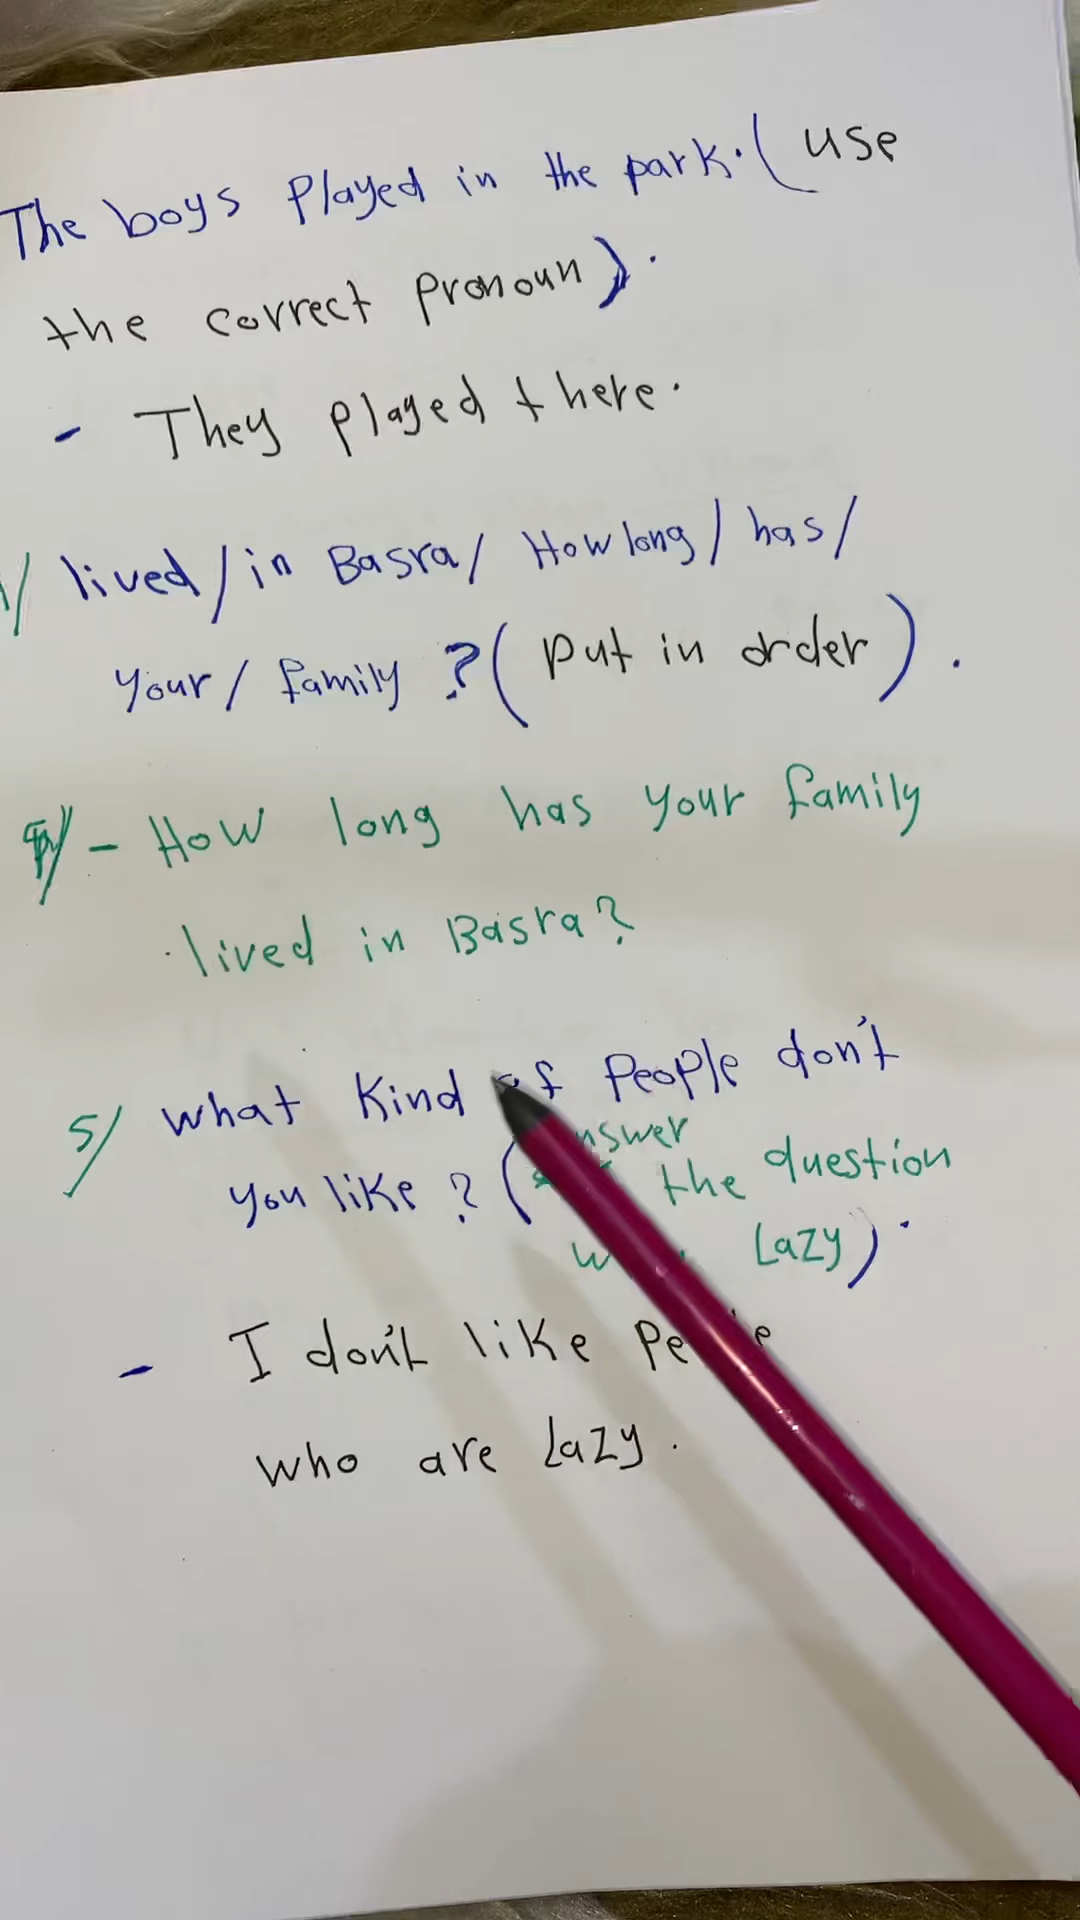 The boys played in the park. (use
the correct pronoun).
- They played there.
/ lived / in Basra / How long / has /
your / family ? ( put in order ) .
- How long has your family
lived in Basra?
5/ what kind of people don't
you like ? (
the question
Lazy).
- I don't like
who are Lazy.